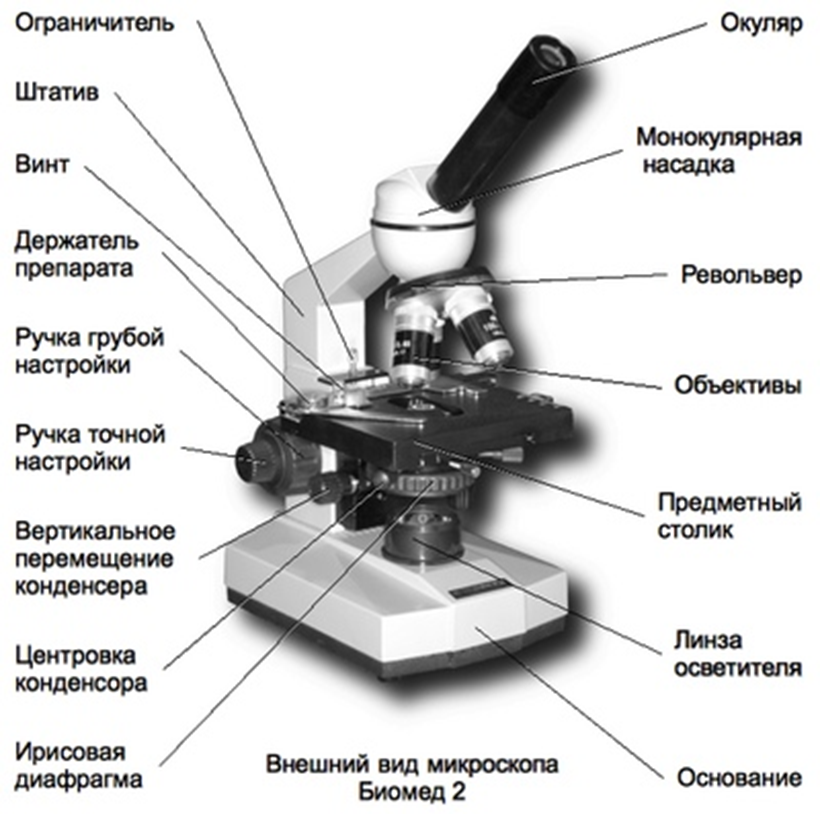 Ограничитель
Штатив
Винт
Держатель
препарата
Ручка грубой
настройки
Ручка точной
настройки
Вертикальное
перемещение
конденсера
Центровка
конденсора
Ирисовая
диафрагма
Окуляр
Монокулярная
насадка
Револьвер
Объективы
Предметный
столик
Линза
осветителя
Основание
Внешний вид микроскопа
Биомед 2